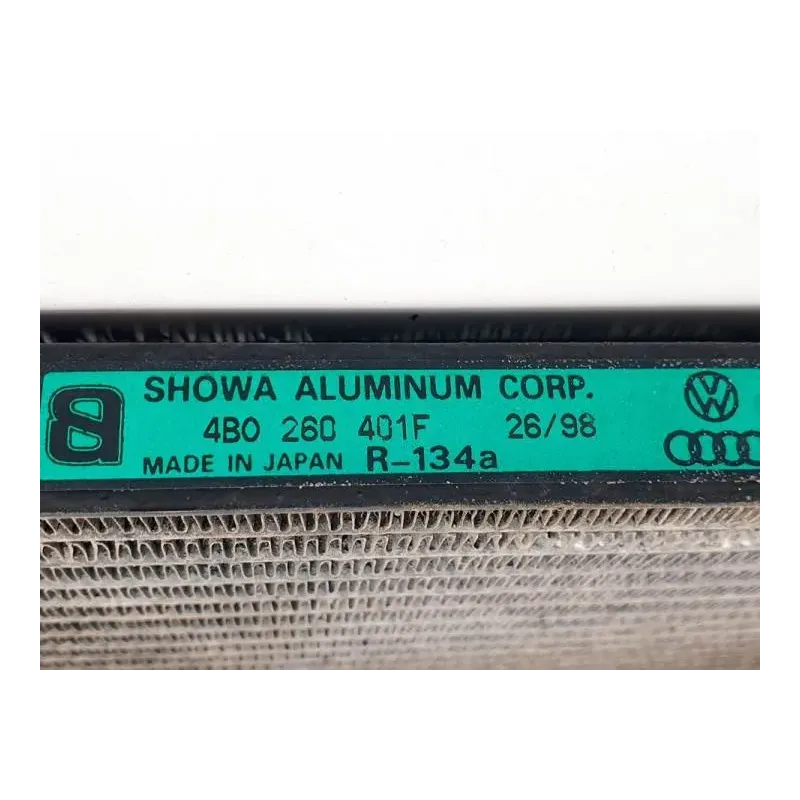 SHOWA ALUMINUM CORP.
4B0 260 401F 26/98
MADE IN JAPAN R-134a